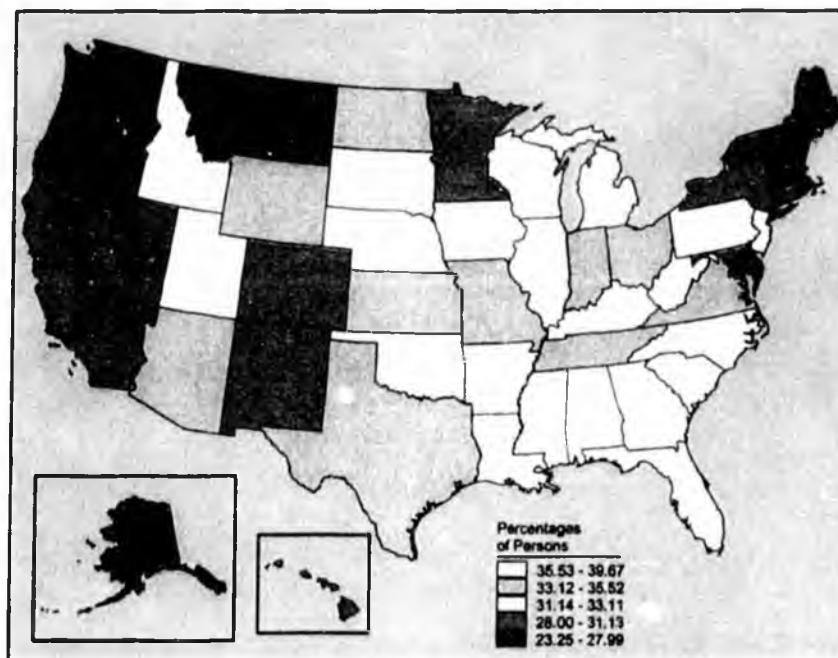 Percentages
of Persons
35.53 - 39.67
33.12 - 35.52
31.14 - 33.11
28.00 - 31.13
23.25 - 27.99